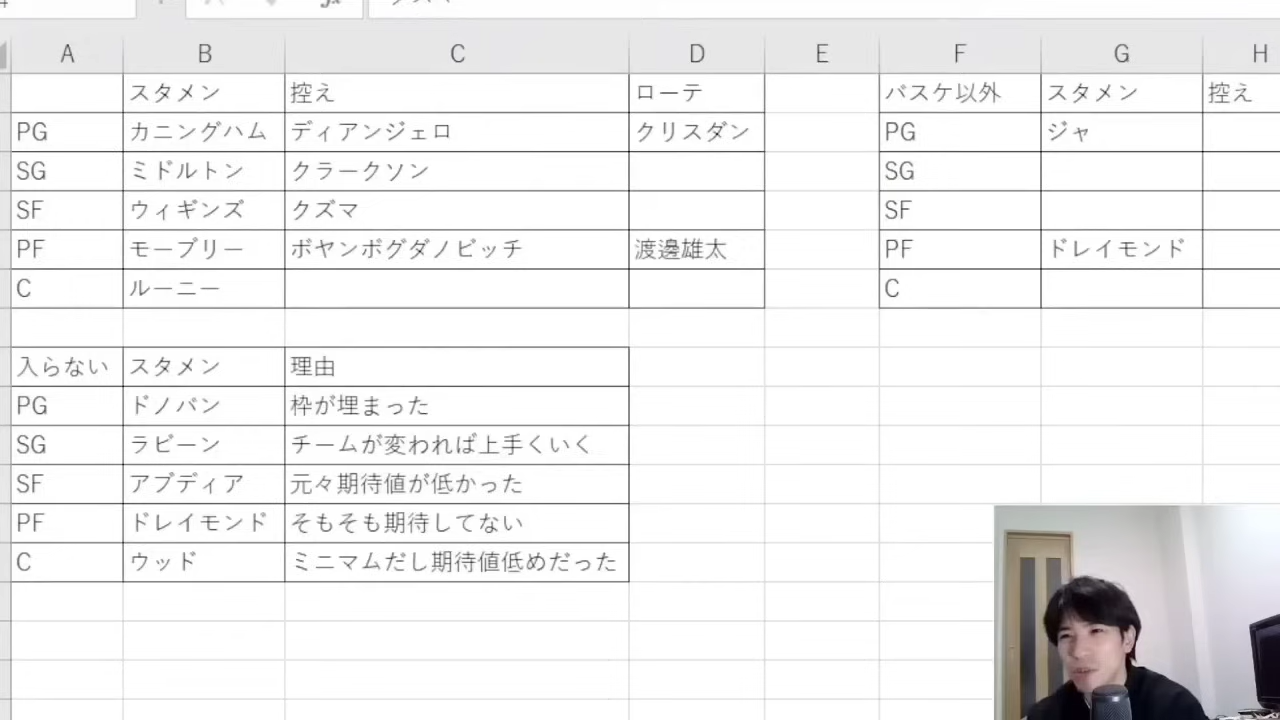 A B C D E F G H
スタメン 控え ローテ バスケ以外 スタメン 控え
PG カニングハム ディアンジェロ クリスダン PG ジャ
SG ミドルトン クラークソン SG
SF ウィギンズ クズマ SF
PF モーブリー ボヤンボグダノビッチ 渡邊雄太 PF ドレイモンド
C ルーニー C
入らない スタメン 理由
PG ドノバン 枠が埋まった
SG ラビーン チームが変われば上手くいく
SF アブディア 元々期待値が低かった
PF ドレイモンド そもそも期待してない
C ウッド ミニマムだし期待値低めだった